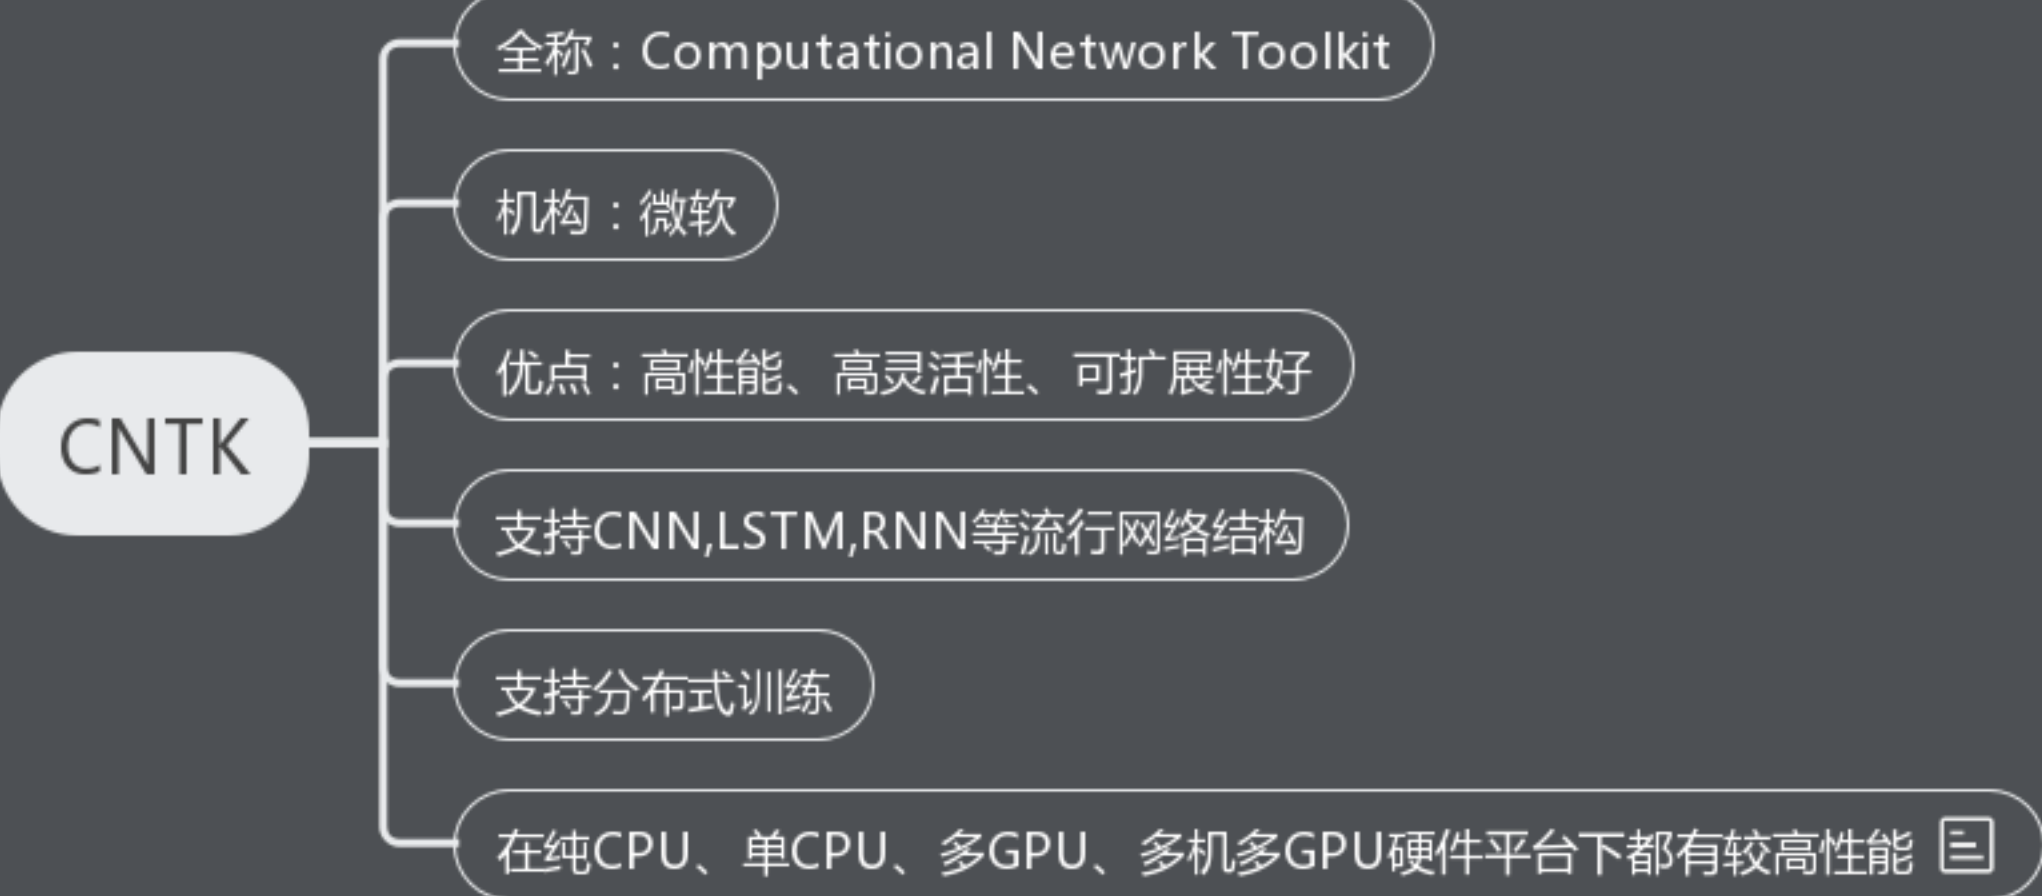 全称：Computational Network Toolkit
机构：微软
优点：高性能、高灵活性、可扩展性好
CNTK
支持CNN,LSTM,RNN等流行网络结构
支持分布式训练
在纯CPU、单CPU、多GPU、多机多GPU硬件平台下都有较高性能